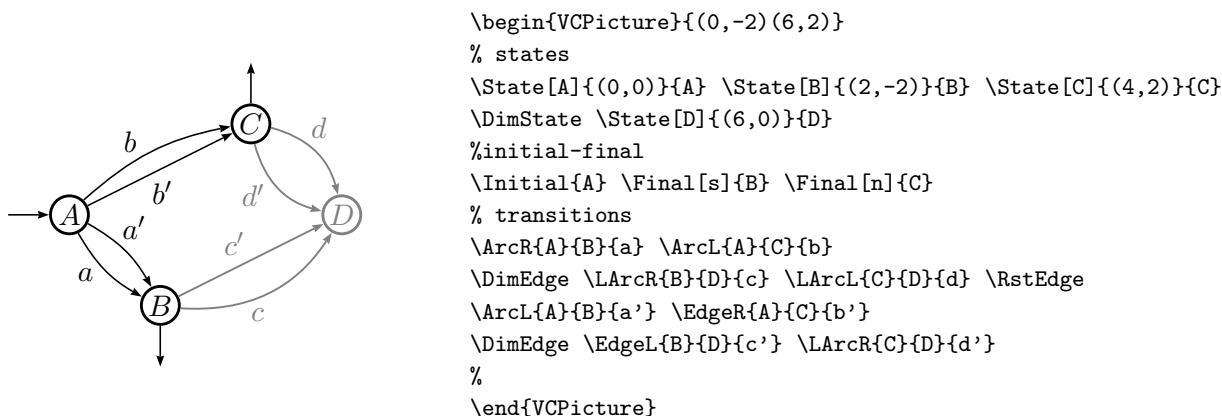 C
d
b
b′
d′
A
a′
D
c′
a
B
c
\begin{VCPicture}{(0,-2)(6,2)}
% states
\State[A]{(0,0)}{A} \State[B]{(2,-2)}{B} \State[C]{(4,2)}{C}
\DimState \State[D]{(6,0)}{D}
%initial-final
\Initial{A} \Final[s]{B} \Final[n]{C}
% transitions
\ArcR{A}{B}{a} \ArcL{A}{C}{b}
\DimEdge \LArcR{B}{D}{c} \LArcL{C}{D}{d} \RstEdge
\ArcL{A}{B}{a’} \EdgeR{A}{C}{b’}
\DimEdge \EdgeL{B}{D}{c’} \LArcR{C}{D}{d’}
%
\end{VCPicture}